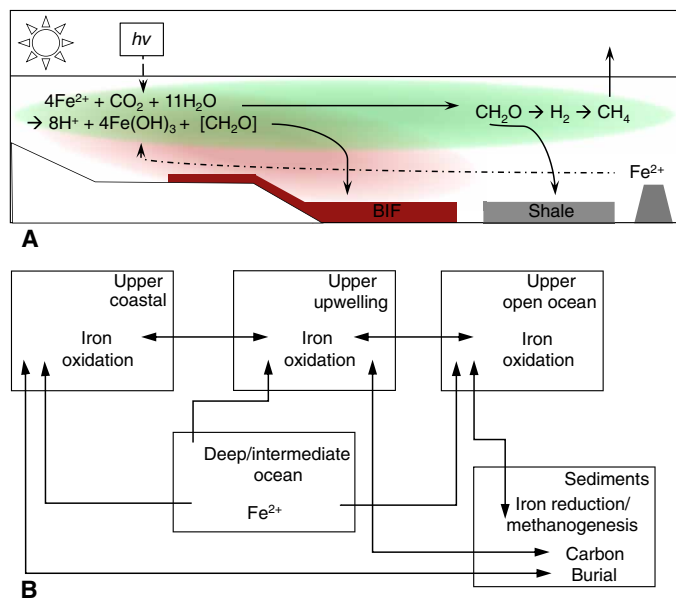 hv
4Fe²⁺ + CO₂ + 11H₂O
→ 8H⁺ + 4Fe(OH)₃ + [CH₂O]
CH₂O → H₂ → CH₄
Fe²⁺
BIF
Shale
A
Upper
coastal
Iron
oxidation
Upper
upwelling
Iron
oxidation
Upper
open ocean
Iron
oxidation
Deep/intermediate
ocean
Fe²⁺
Sediments
Iron reduction/
methanogenesis
Carbon
Burial
B